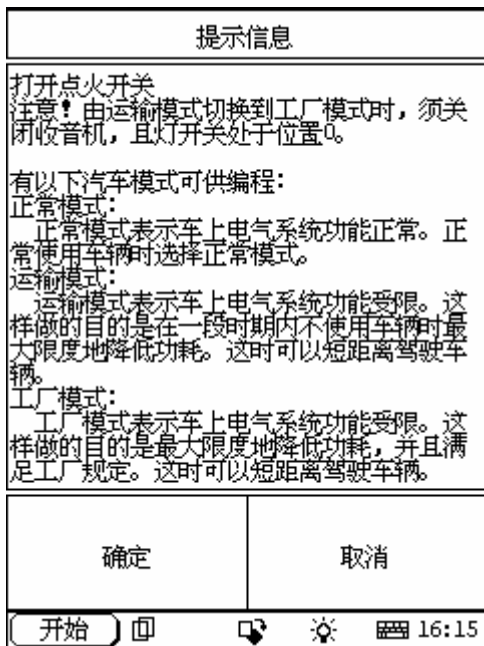 提示信息
打开点火开关
注意！由运输模式切换到工厂模式时，须关
闭收音机，且灯开关处于位置0。
有以下汽车模式可供编程：
正常模式：
正常模式表示车上电气系统功能正常。正
常使用车辆时选择正常模式。
运输模式：
运输模式表示车上电气系统功能受限。这
样做的目的是在一段时期内不使用车辆时最
大限度地降低功耗。这时可以短距离驾驶车
辆。
工厂模式：
工厂模式表示车上电气系统功能受限。这
样做的目的是最大限度地降低功耗，并且满
足工厂规定。这时可以短距离驾驶车辆。
确定
取消
开始
16:15